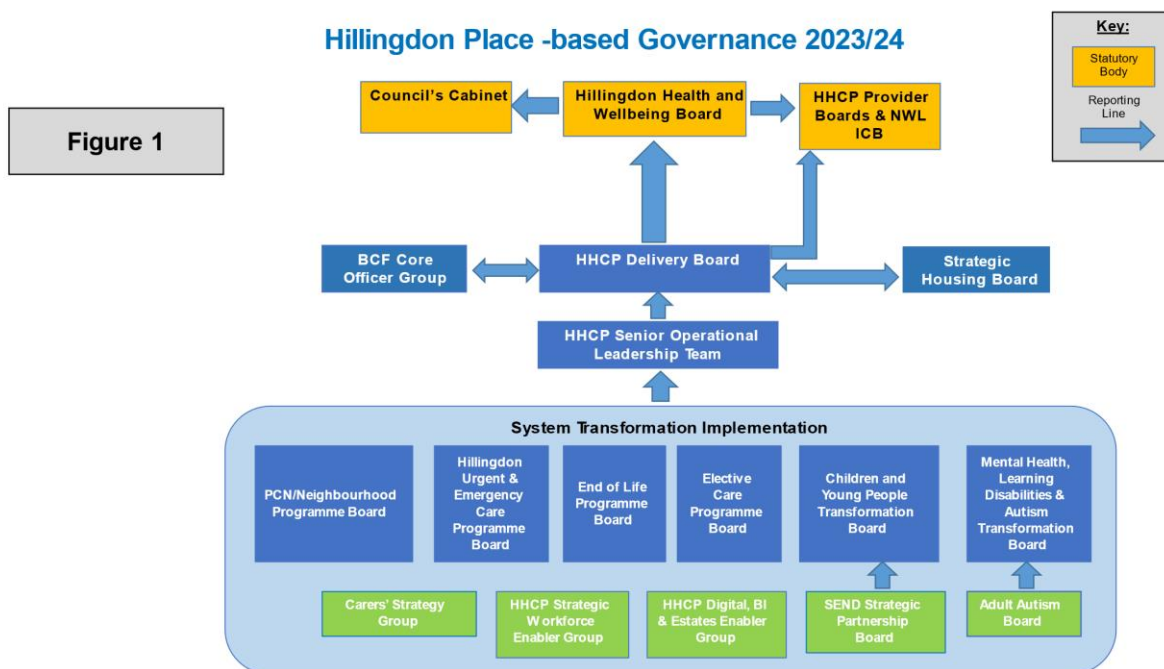 Hillingdon Place -based Governance 2023/24
Key:
Statutory
Body
Reporting
Line
Figure 1
Council's Cabinet
Hillingdon Health and
Wellbeing Board
HHCP Provider
Boards & NWL
ICB
BCF Core
Officer Group
HHCP Delivery Board
Strategic
Housing Board
HHCP Senior Operational
Leadership Team
System Transformation Implementation
PCN/Neighbourhood
Programme Board
Hillingdon
Urgent &
Emergency
Care
Programme
Board
End of Life
Programme
Board
Elective
Care
Programme
Board
Children and
Young People
Transformation
Board
Mental Health,
Learning
Disabilities &
Autism
Transformation
Board
Carers' Strategy
Group
HHCP Strategic
Workforce
Enabler Group
HHCP Digital, BI
& Estates Enabler
Group
SEND Strategic
Partnership
Board
Adult Autism
Board